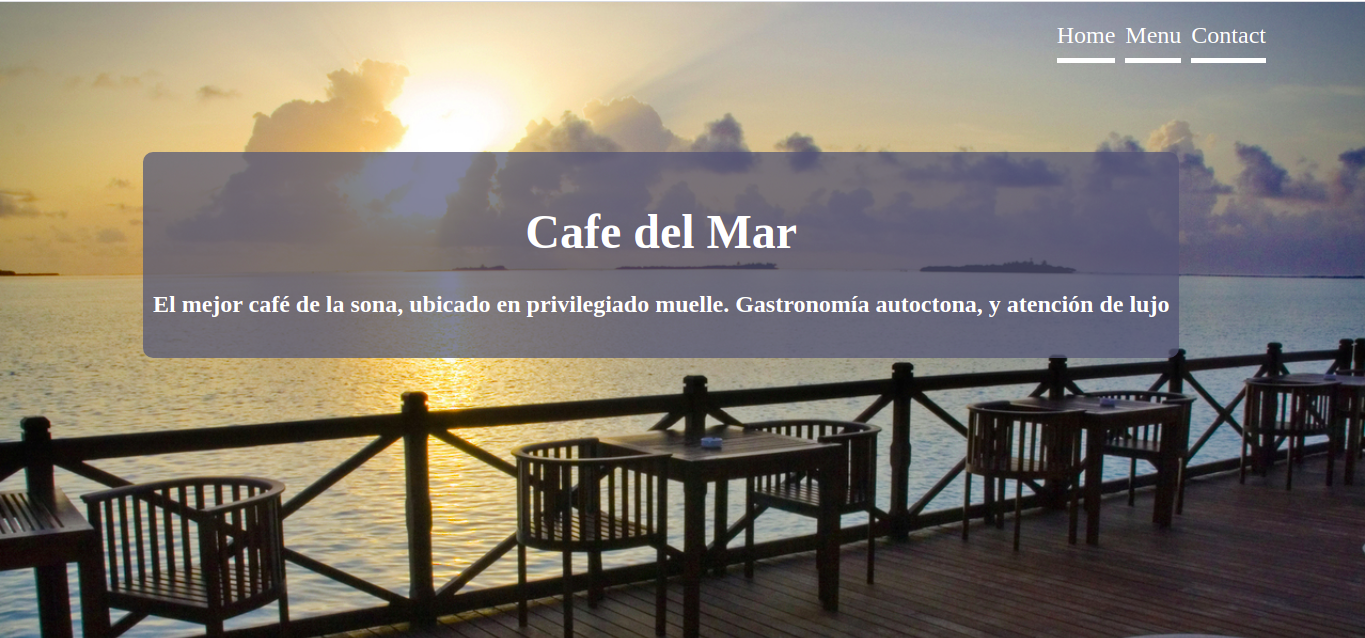 Home Menu Contact
Cafe del Mar
El mejor café de la sona, ubicado en privilegiado muelle. Gastronomía autoctona, y atención de lujo